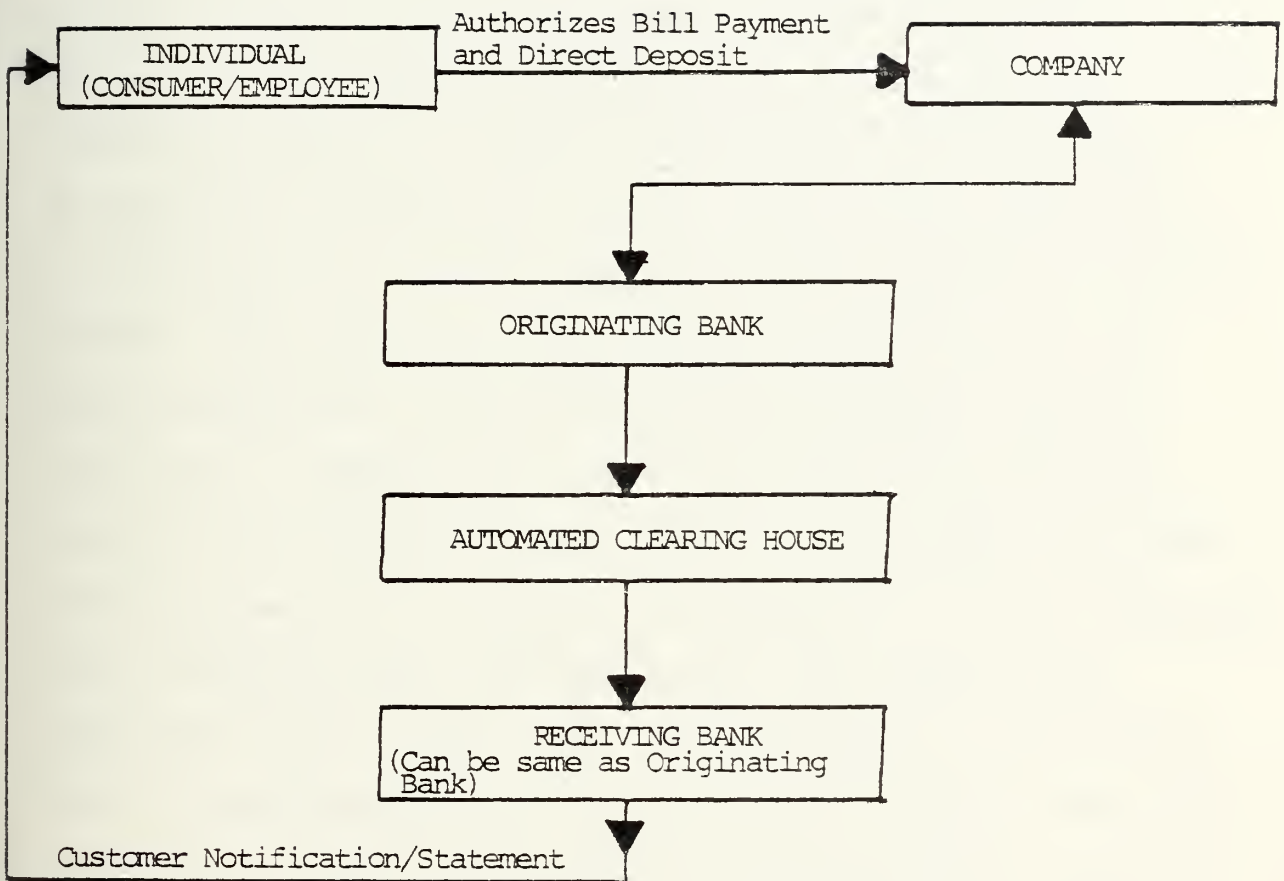 INDIVIDUAL
(CONSUMER/EMPLOYEE)
Authorizes Bill Payment
and Direct Deposit
COMPANY
ORIGINATING BANK
AUTOMATED CLEARING HOUSE
RECEIVING BANK
(Can be same as Originating
Bank)
Customer Notification/Statement